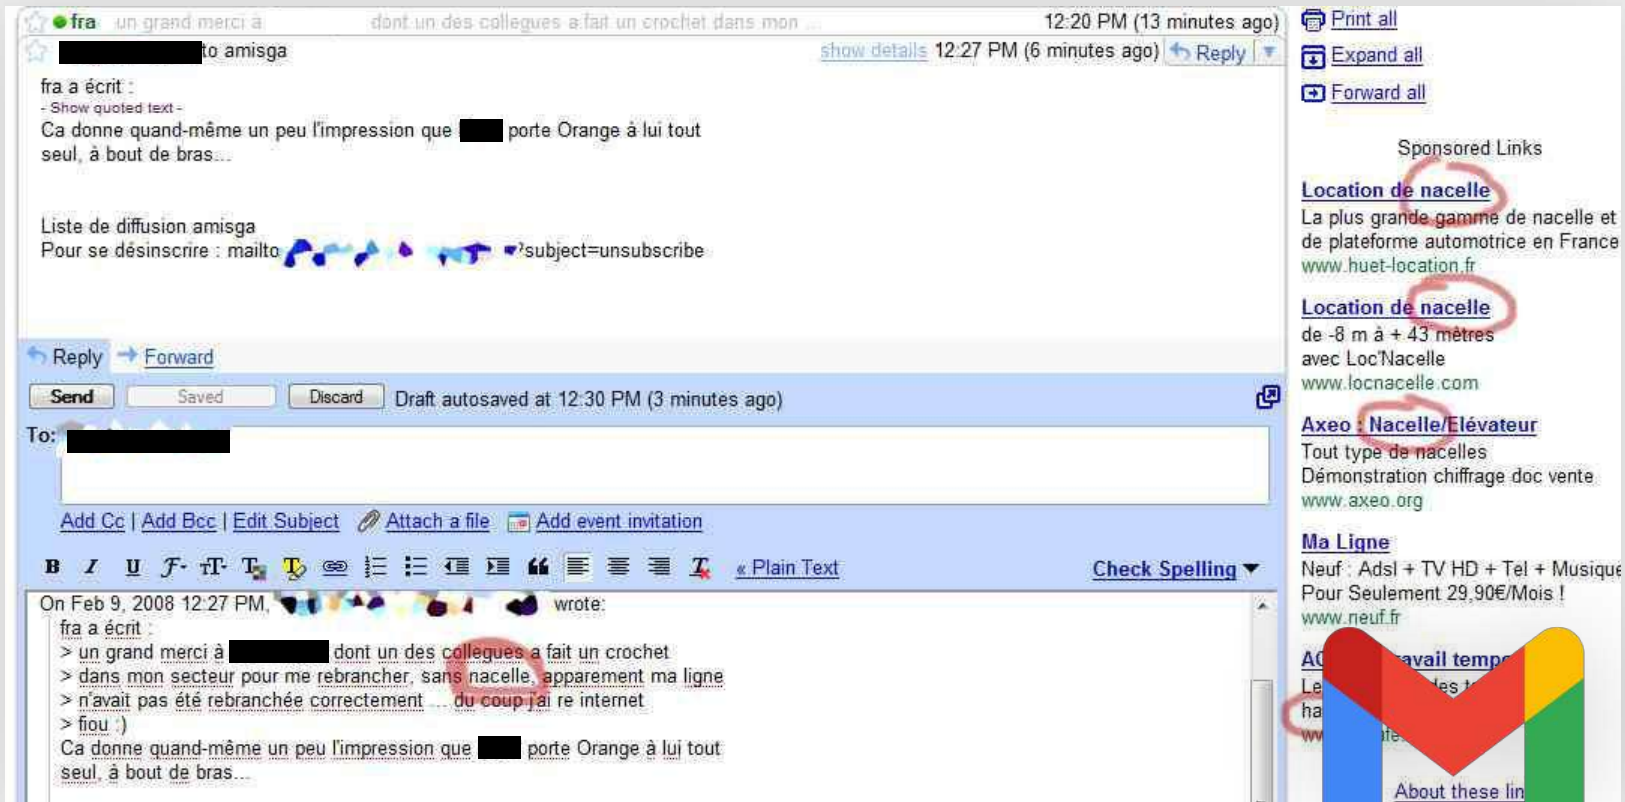 fra un grand merci à dont un des collegues a fait un crochet dans mon ... 12:20 PM (13 minutes ago)
to amisga show details 12:27 PM (6 minutes ago) Reply
fra a écrit :
- Show quoted text -
Ca donne quand-même un peu l'impression que porte Orange à lui tout
seul, à bout de bras...
Liste de diffusion amisga
Pour se désinscrire : mailto ?subject=unsubscribe
Reply Forward
Send Saved Discard Draft autosaved at 12:30 PM (3 minutes ago)
To:
Add Cc | Add Bcc | Edit Subject Attach a file Add event invitation
B I U « Plain Text Check Spelling
On Feb 9, 2008 12:27 PM, wrote:
fra a écrit :
> un grand merci à dont un des collegues a fait un crochet
> dans mon secteur pour me rebrancher, sans nacelle, apparement ma ligne
> n'avait pas été rebranchée correctement ... du coup j'ai re internet
> fiou :)
Ca donne quand-même un peu l'impression que porte Orange à lui tout
seul, à bout de bras...
Print all
Expand all
Forward all
Sponsored Links
Location de nacelle
La plus grande gamme de nacelle et
de plateforme automotrice en France
www.huet-location.fr
Location de nacelle
de -8 m à + 43 mètres
avec Loc'Nacelle
www.locnacelle.com
Axeo : Nacelle/Elévateur
Tout type de nacelles
Démonstration chiffrage doc vente
www.axeo.org
Ma Ligne
Neuf : Adsl + TV HD + Tel + Musique
Pour Seulement 29,90€/Mois !
www.neuf.fr
About these lin